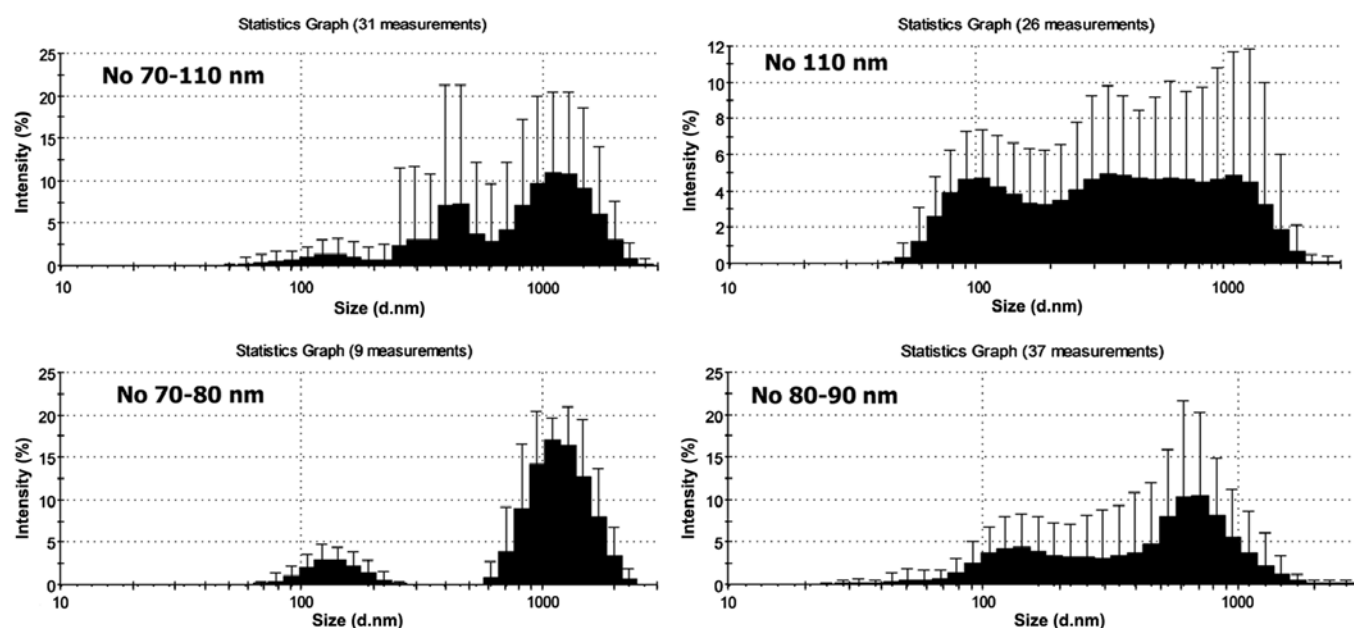 Statistics Graph (31 measurements)
No 70-110 nm
Intensity (%)
25
20
15
10
5
0
10 100 1000
Size (d.nm)
Statistics Graph (26 measurements)
No 110 nm
Intensity (%)
12
10
8
6
4
2
0
10 100 1000
Size (d.nm)
Statistics Graph (9 measurements)
No 70-80 nm
Intensity (%)
25
20
15
10
5
0
10 100 1000
Size (d.nm)
Statistics Graph (37 measurements)
No 80-90 nm
Intensity (%)
25
20
15
10
5
0
10 100 1000
Size (d.nm)